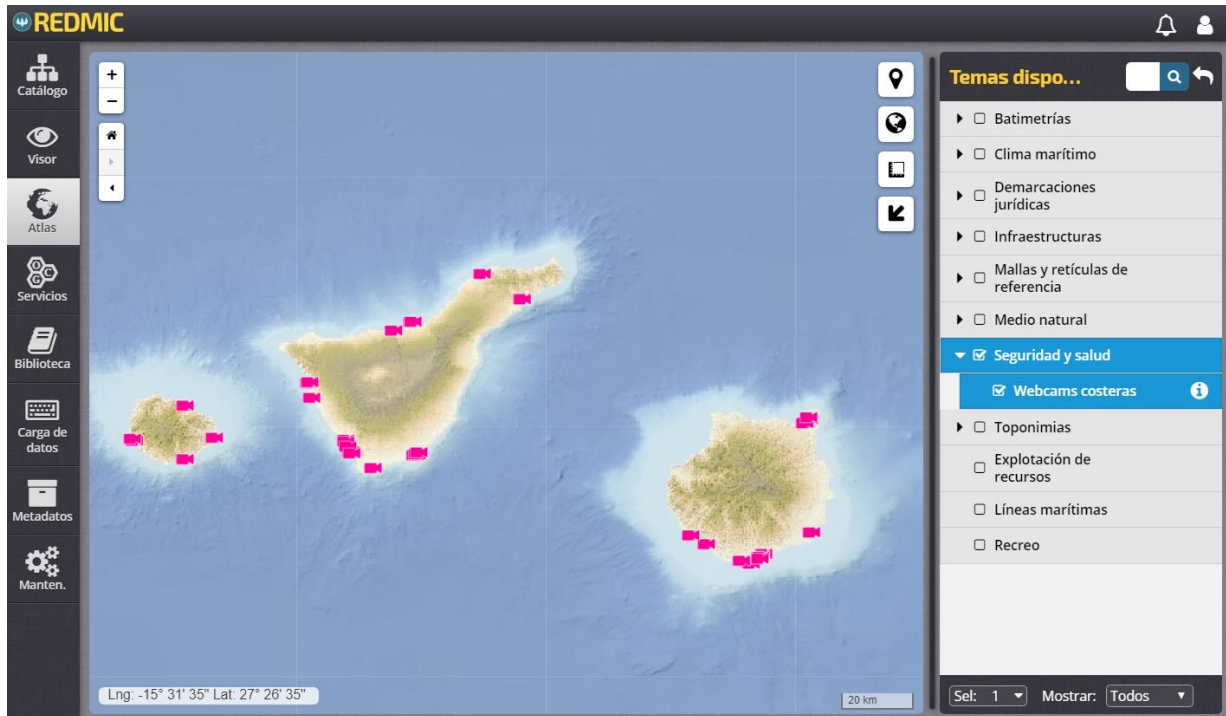 REDMIC
Catálogo
Visor
Atlas
Servicios
Biblioteca
Carga de
datos
Metadatos
Manten.
+
−
Lng: -15° 31' 35" Lat: 27° 26' 35"
20 km
Temas dispo...
Batimetrías
Clima marítimo
Demarcaciones
jurídicas
Infraestructuras
Mallas y retículas de
referencia
Medio natural
Seguridad y salud
Webcams costeras
Toponimias
Explotación de
recursos
Líneas marítimas
Recreo
Sel: 1 Mostrar: Todos